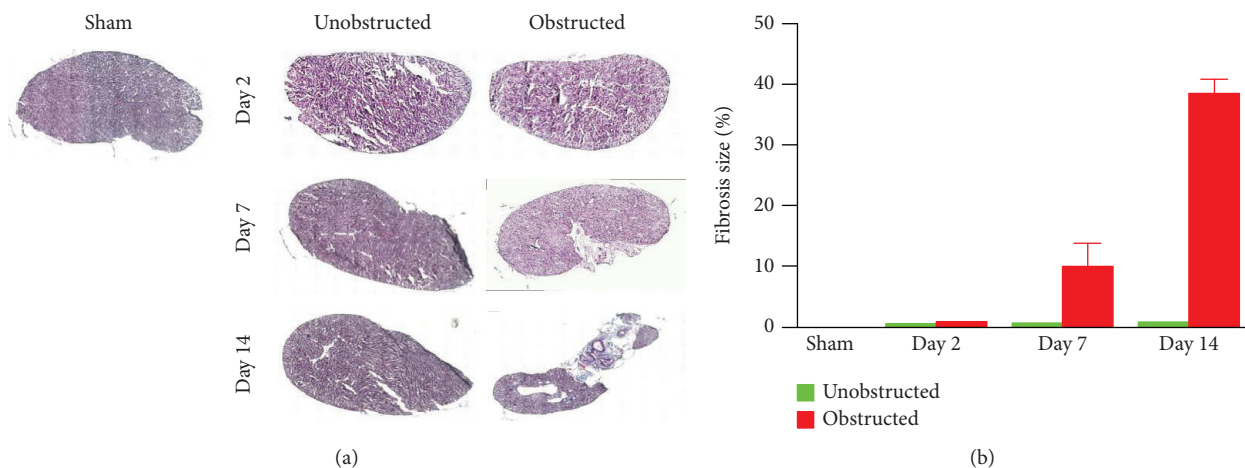 Sham
Unobstructed
Obstructed
Day 2
Day 7
Day 14
(a)
Fibrosis size (%)
50
40
30
20
10
0
Sham
Day 2
Day 7
Day 14
Unobstructed
Obstructed
(b)